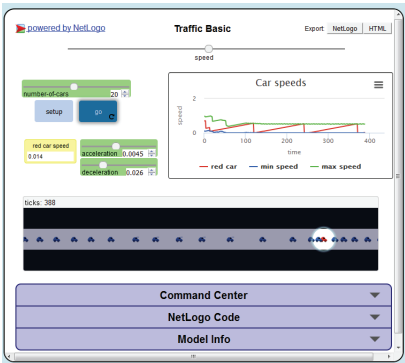 powered by NetLogo
Traffic Basic
Export: NetLogo HTML
speed
number-of-cars 20
setup
go
red car speed
0.014
acceleration 0.0045
deceleration 0.026
Car speeds
speed
2
0
0 100 200 300 400
time
red car min speed max speed
ticks: 388
Command Center
NetLogo Code
Model Info